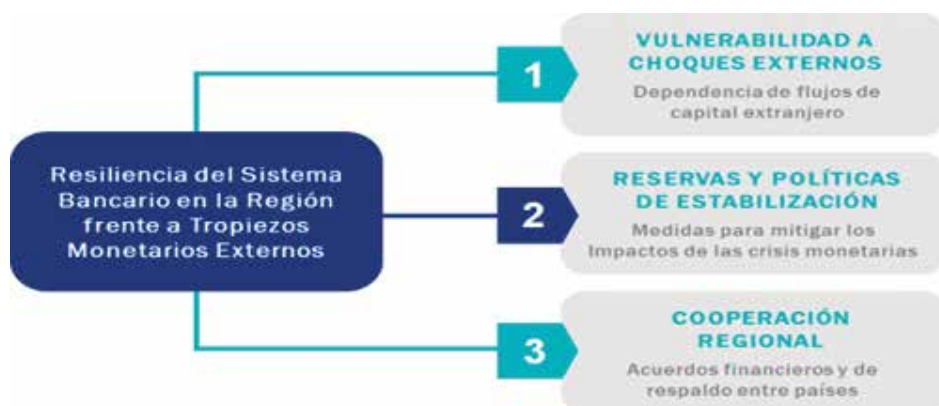 Resiliencia del Sistema
Bancario en la Región
frente a Tropiezos
Monetarios Externos
1
VULNERABILIDAD A
CHOQUES EXTERNOS
Dependencia de flujos de
capital extranjero
2
RESERVAS Y POLÍTICAS
DE ESTABILIZACIÓN
Medidas para mitigar los
Impactos de las crisis monetarias
3
COOPERACIÓN
REGIONAL
Acuerdos financieros y de
respaldo entre países